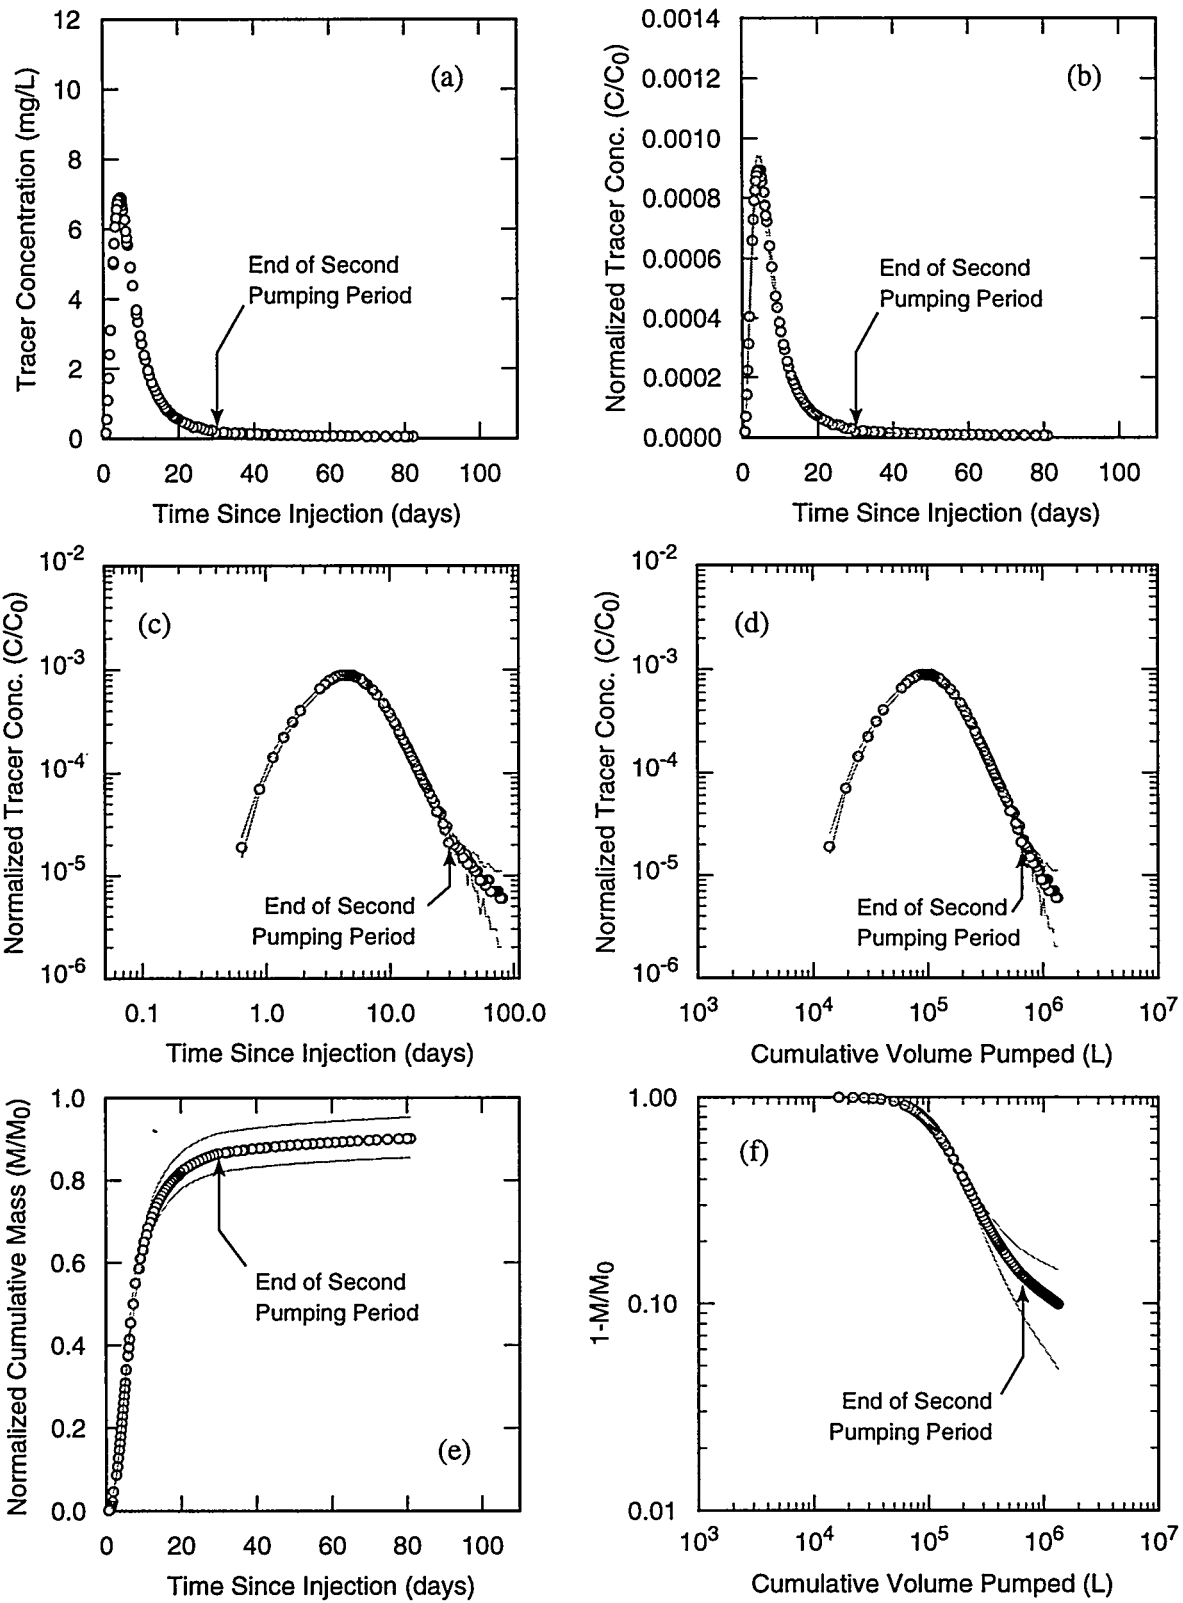 Tracer Concentration (mg/L)
12
10
8
6
4
2
0
(a)
End of Second
Pumping Period
0 20 40 60 80 100
Time Since Injection (days)
Normalized Tracer Conc. (C/C0)
0.0014
0.0012
0.0010
0.0008
0.0006
0.0004
0.0002
0.0000
(b)
End of Second
Pumping Period
0 20 40 60 80 100
Time Since Injection (days)
Normalized Tracer Conc. (C/C0)
10-2
10-3
10-4
10-5
10-6
(c)
End of Second
Pumping Period
0.1 1.0 10.0 100.0
Time Since Injection (days)
Normalized Tracer Conc. (C/C0)
10-2
10-3
10-4
10-5
10-6
(d)
End of Second
Pumping Period
103 104 105 106 107
Cumulative Volume Pumped (L)
Normalized Cumulative Mass (M/M0)
1.0
0.8
0.6
0.4
0.2
0.0
End of Second
Pumping Period
(e)
0 20 40 60 80 100
Time Since Injection (days)
1-M/M0
1.00
0.10
0.01
(f)
End of Second
Pumping Period
103 104 105 106 107
Cumulative Volume Pumped (L)